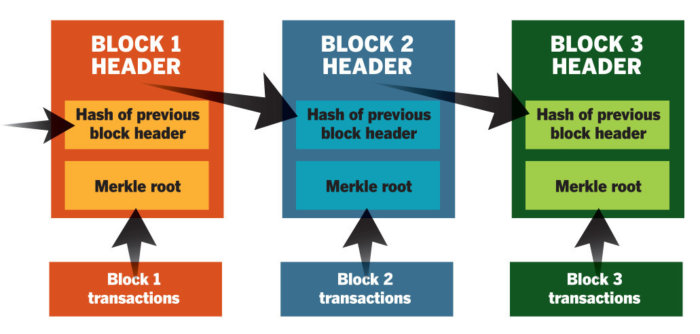 BLOCK 1
HEADER
Hash of previous
block header
Merkle root
Block 1
transactions
BLOCK 2
HEADER
Hash of previous
block header
Merkle root
Block 2
transactions
BLOCK 3
HEADER
Hash of previous
block header
Merkle root
Block 3
transactions